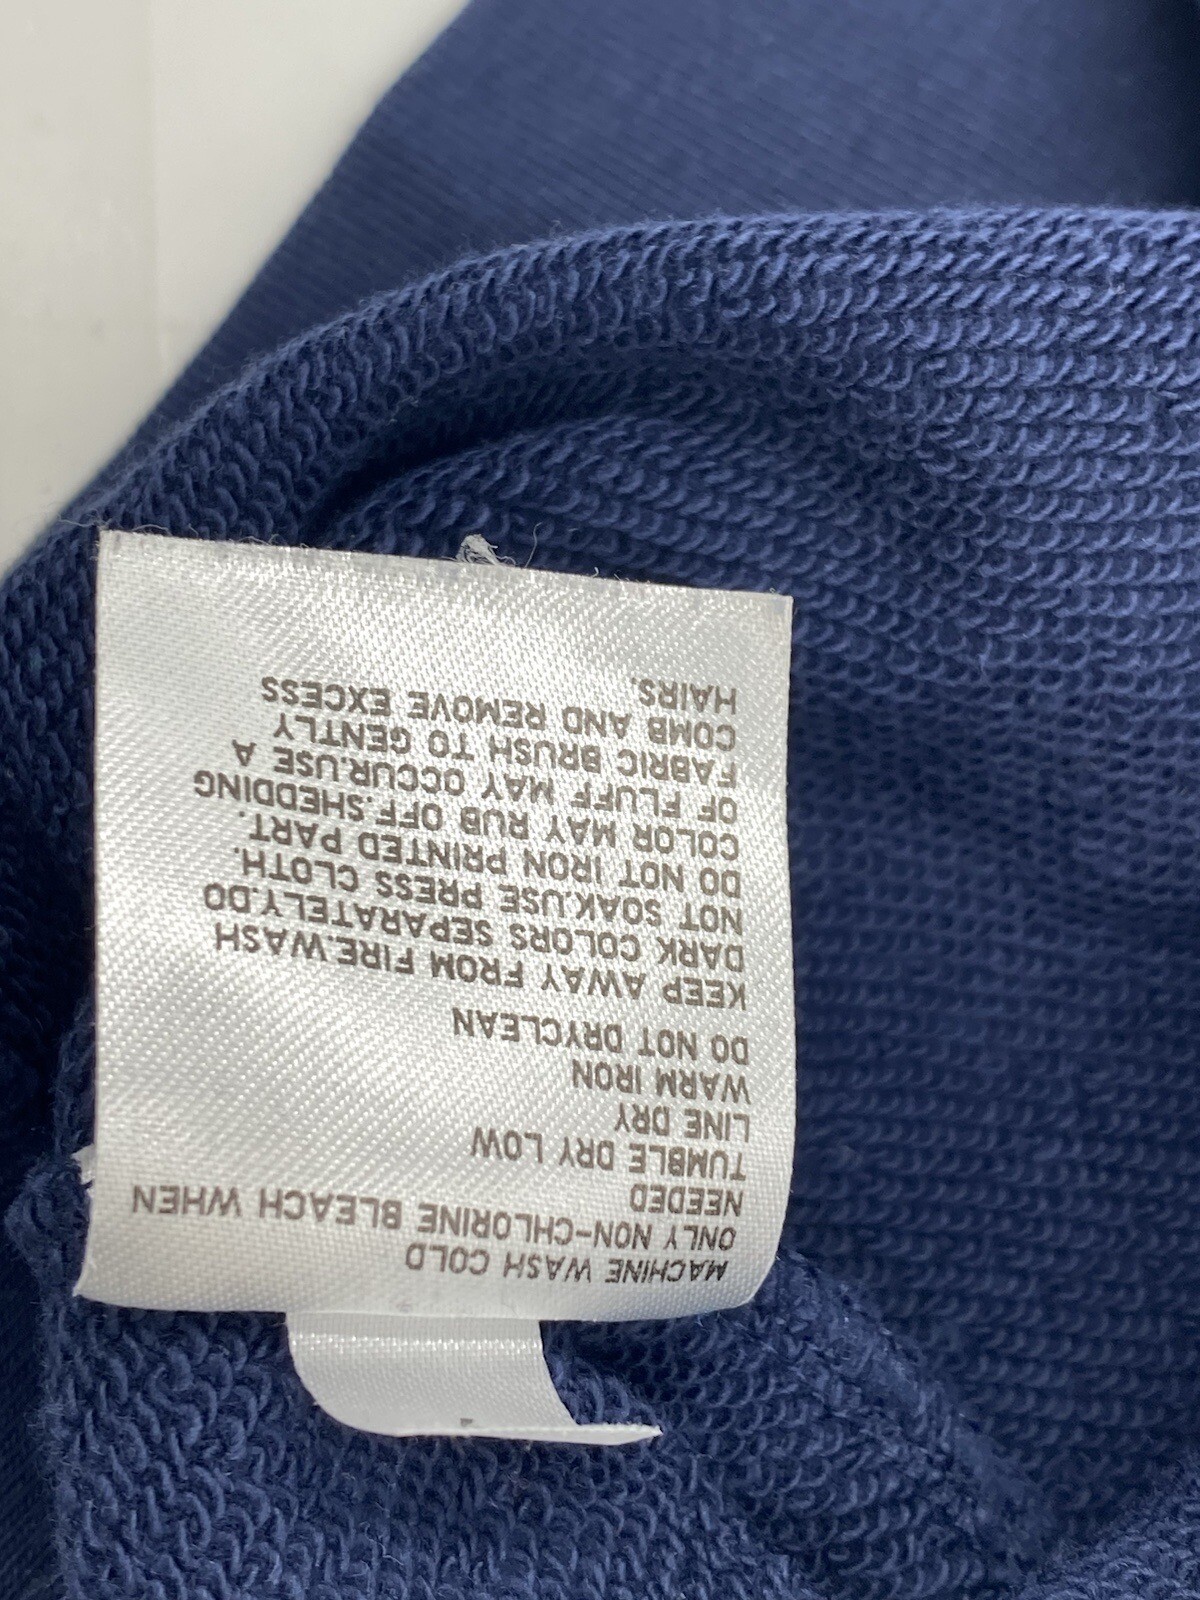 MACHINE WASH COLD
ONLY NON-CHLORINE BLEACH WHEN
NEEDED
TUMBLE DRY LOW
LINE DRY
WARM IRON
DO NOT DRYCLEAN
KEEP AWAY FROM FIRE.WASH
DARK COLORS SEPARATELY.DO
NOT SOAK.USE PRESS CLOTH.
DO NOT IRON PRINTED PART.
COLOR MAY RUB OFF.SHEDDING
OF FLUFF MAY OCCUR.USE A
FABRIC BRUSH TO GENTLY
COMB AND REMOVE EXCESS
HAIRS.